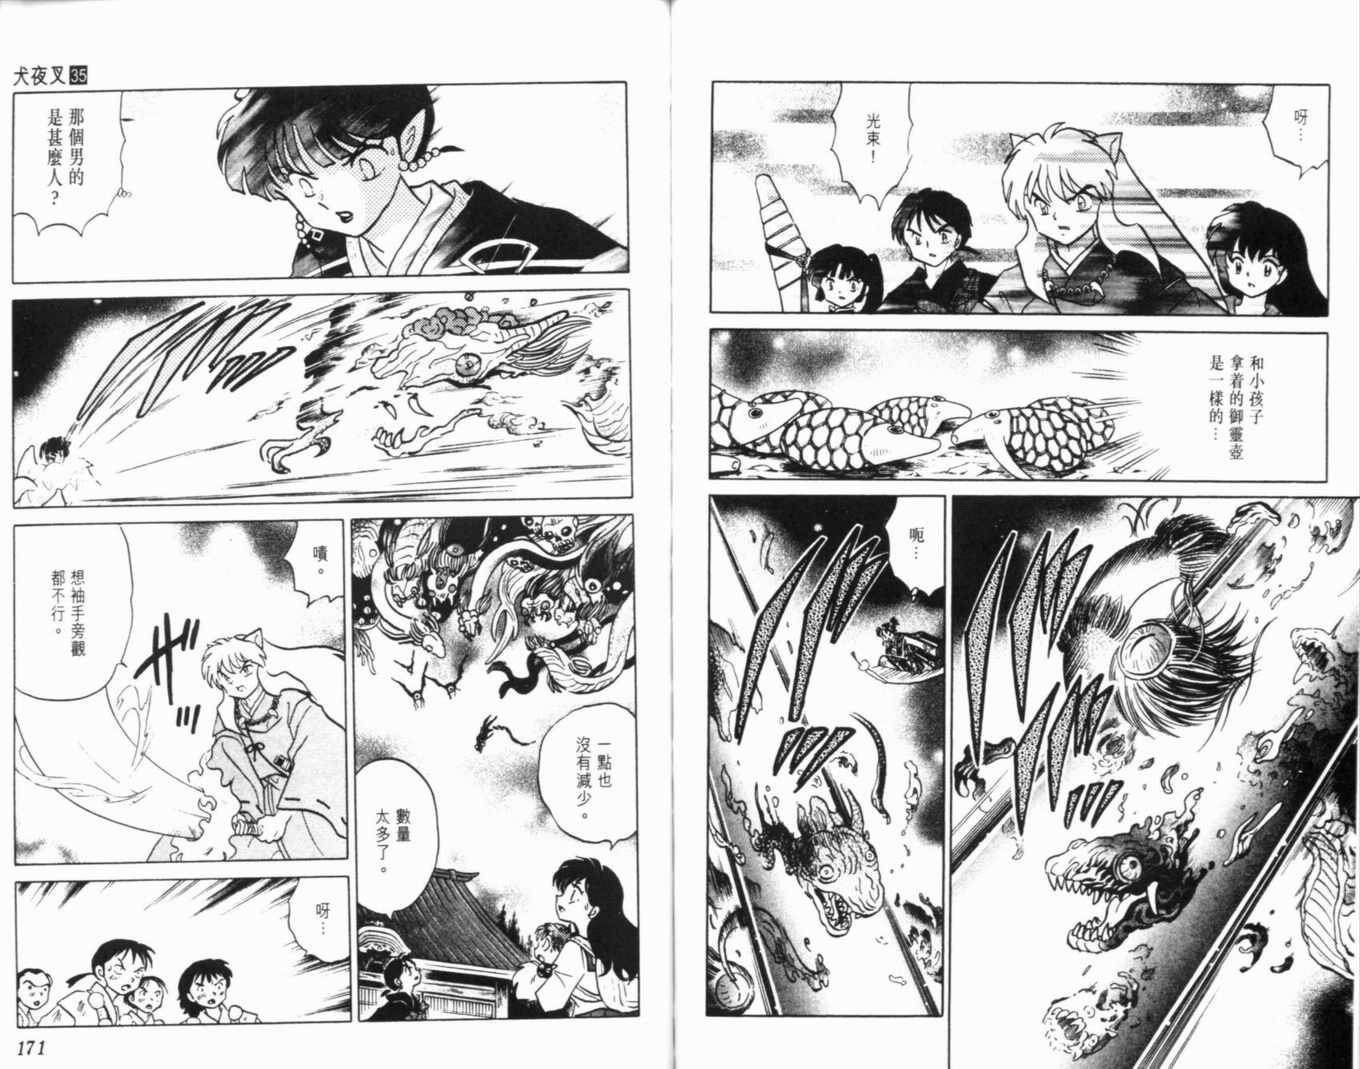 呀…
光束！
和小孩子
拿着的御靈壺
是一樣的…
呃…
犬夜叉35
那個男的
是甚麼人？
一點也
沒有減少。
數量
太多了。
嘖。
想袖手旁觀
都不行。
呀…
171